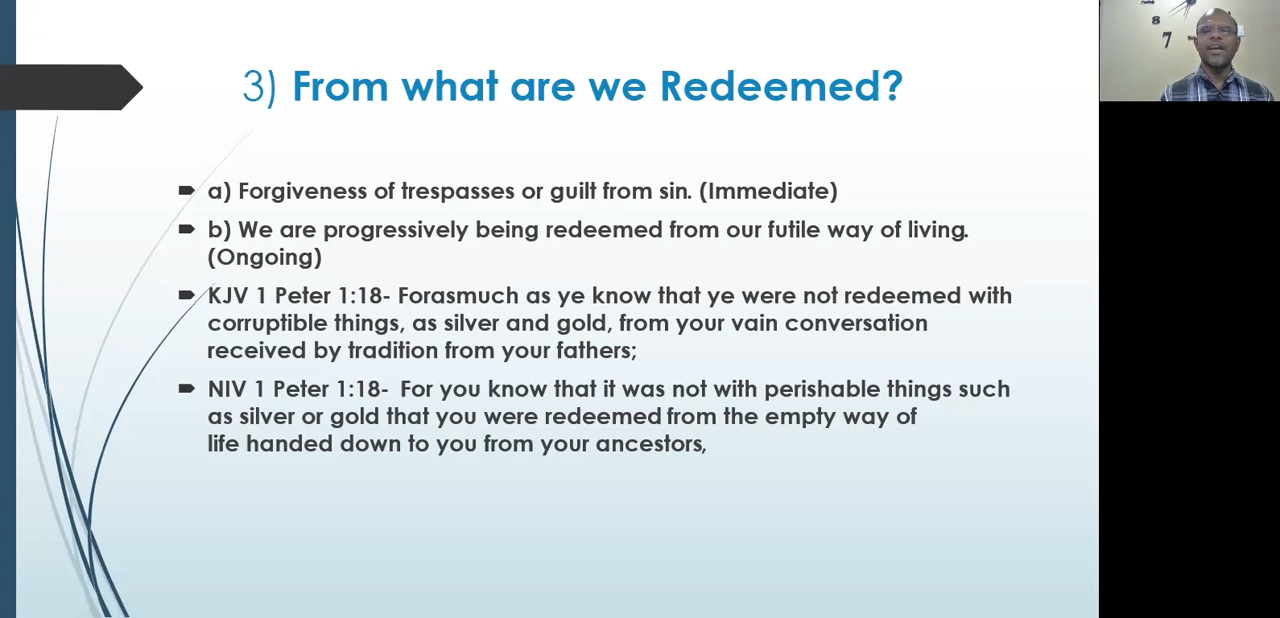 3) From what are we Redeemed?
a) Forgiveness of trespasses or guilt from sin. (Immediate)
b) We are progressively being redeemed from our futile way of living.
(Ongoing)
KJV 1 Peter 1:18- Forasmuch as ye know that ye were not redeemed with
corruptible things, as silver and gold, from your vain conversation
received by tradition from your fathers;
NIV 1 Peter 1:18- For you know that it was not with perishable things such
as silver or gold that you were redeemed from the empty way of
life handed down to you from your ancestors,
8
7